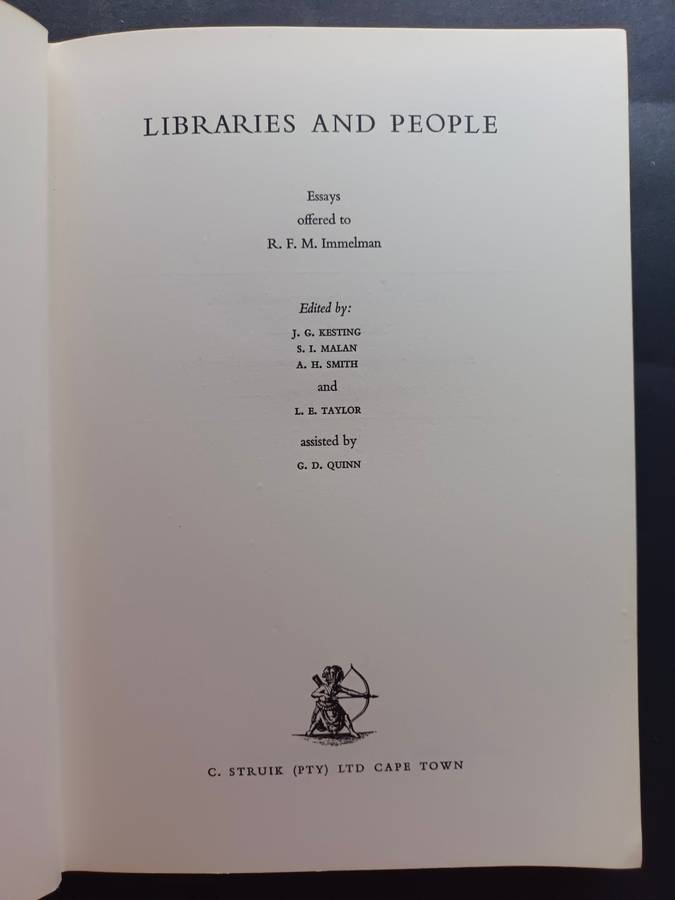 LIBRARIES AND PEOPLE
Essays
offered to
R. F. M. Immelman
Edited by:
J. G. KESTING
S. I. MALAN
A. H. SMITH
and
L. E. TAYLOR
assisted by
G. D. QUINN
C. STRUIK (PTY) LTD CAPE TOWN